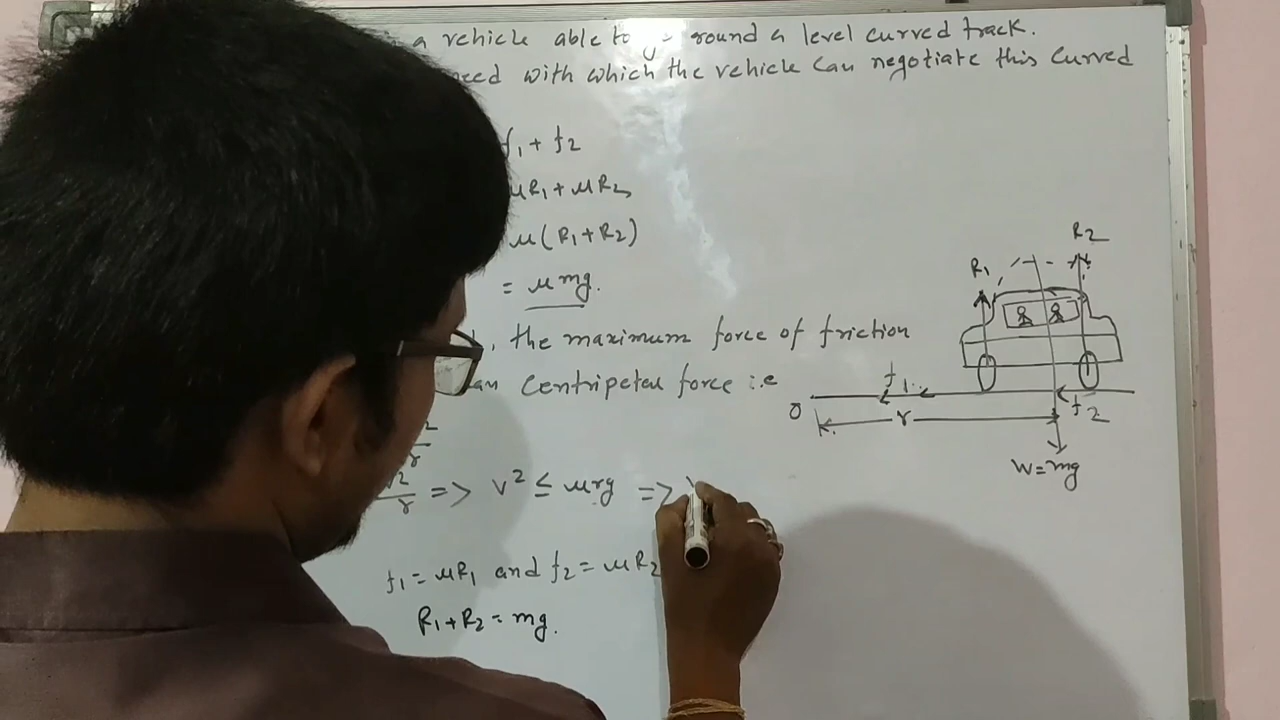 a vehicle able to go round a level curved track.
with which the vehicle can negotiate this curved
f1 + f2
μR1 + μR2
μ(R1+R2)
= μmg.
, the maximum force of friction
centripetal force i.e
=> v² ≤ μrg => v
f1 = μR1 and f2 = μR2
R1+R2 = mg.
R1
R2
f1
f2
O
r
W=mg